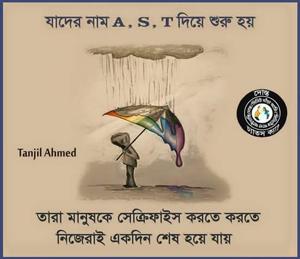 যাদের নাম A , S , T দিয়ে শুরু হয়
Tanjil Ahmed
তারা মানুষকে সেক্রিফাইস করতে করতে
নিজেরাই একদিন শেষ হয়ে যায়